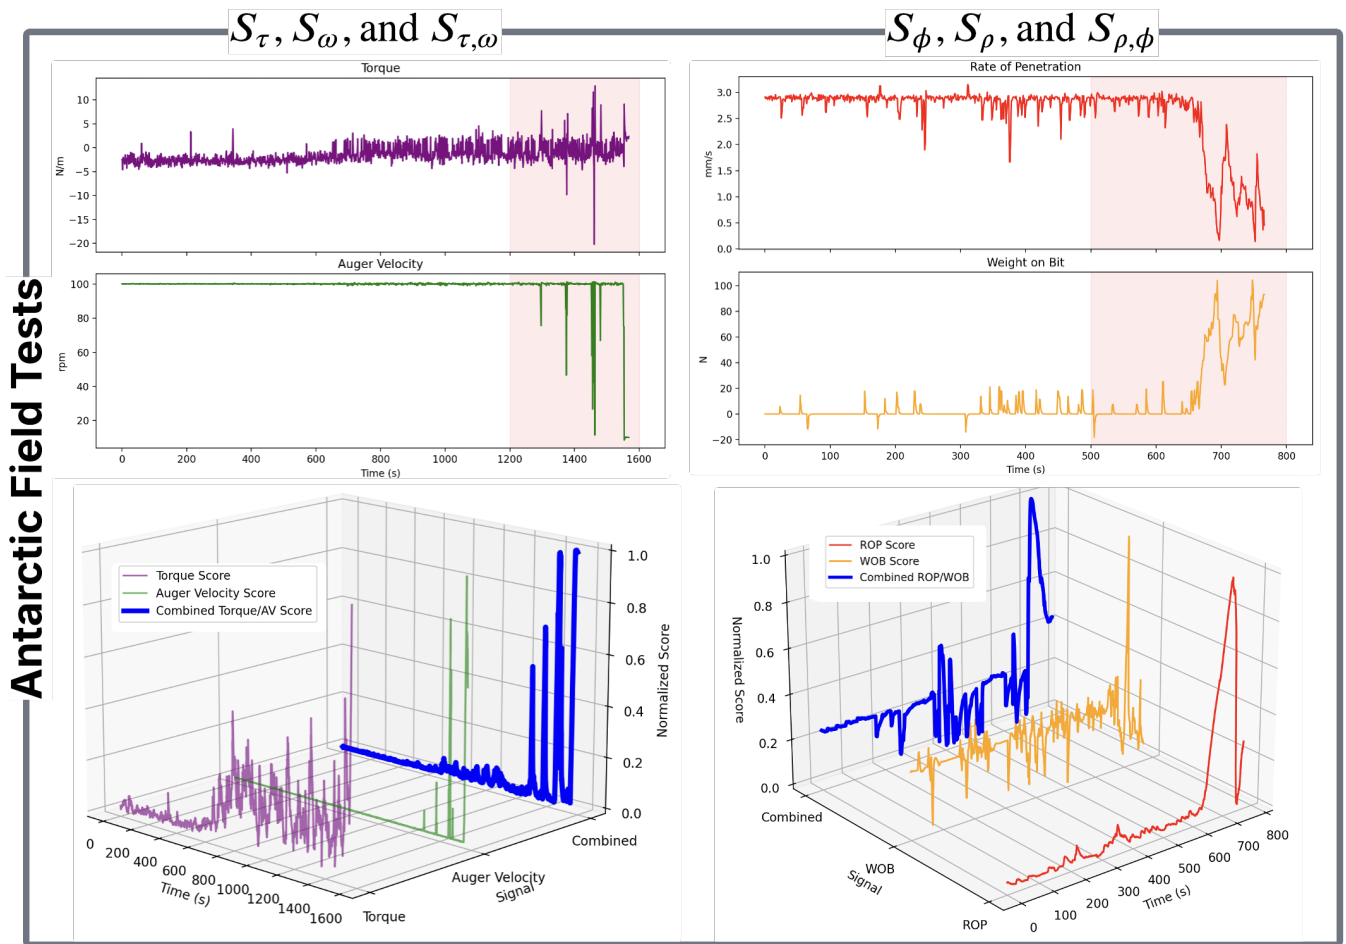 Sτ, Sω, and Sτ,ω
Sϕ, Sρ, and Sρ,ϕ
Antarctic Field Tests
Torque
N/m
10
5
0
−5
−10
−15
−20
Auger Velocity
rpm
100
80
60
40
20
0 200 400 600 800 1000 1200 1400 1600
Time (s)
Rate of Penetration
mm/s
3.0
2.5
2.0
1.5
1.0
0.5
0.0
Weight on Bit
N
100
80
60
40
20
0
−20
0 100 200 300 400 500 600 700 800
Time (s)
Torque Score
Auger Velocity Score
Combined Torque/AV Score
1.0
0.8
0.6
0.4
0.2
0.0
Normalized Score
0 200 400 600 800 1000 1200 1400 1600
Time (s)
Torque
Auger Velocity
Combined
Signal
ROP Score
WOB Score
Combined ROP/WOB
1.0
0.8
0.6
0.4
0.2
0.0
Normalized Score
Combined
WOB
ROP
Signal
0 100 200 300 400 500 600 700 800
Time (s)